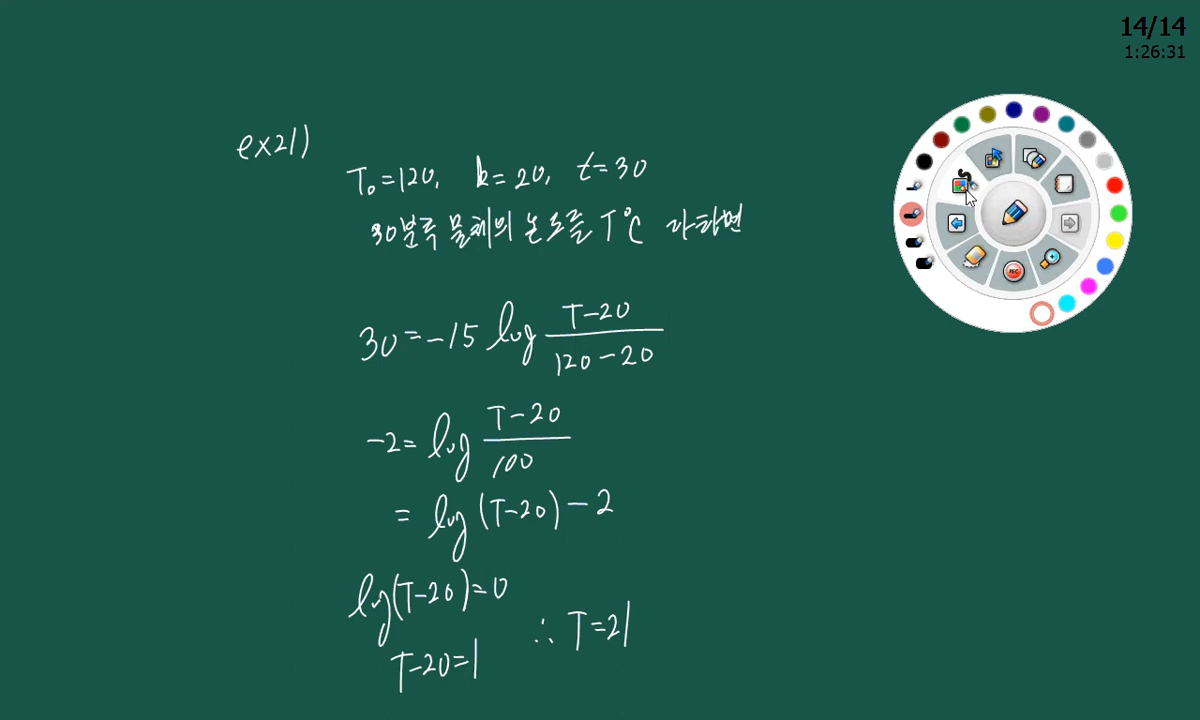 14/14
1:26:31
ex21)
T₀=120, k=20, t=30
30분후 물체의 온도를 T℃ 라하면
30=-15 log (T-20)/(120-20)
-2= log (T-20)/100
= log (T-20) - 2
log(T-20)=0
T-20=1 ∴ T=21
REC